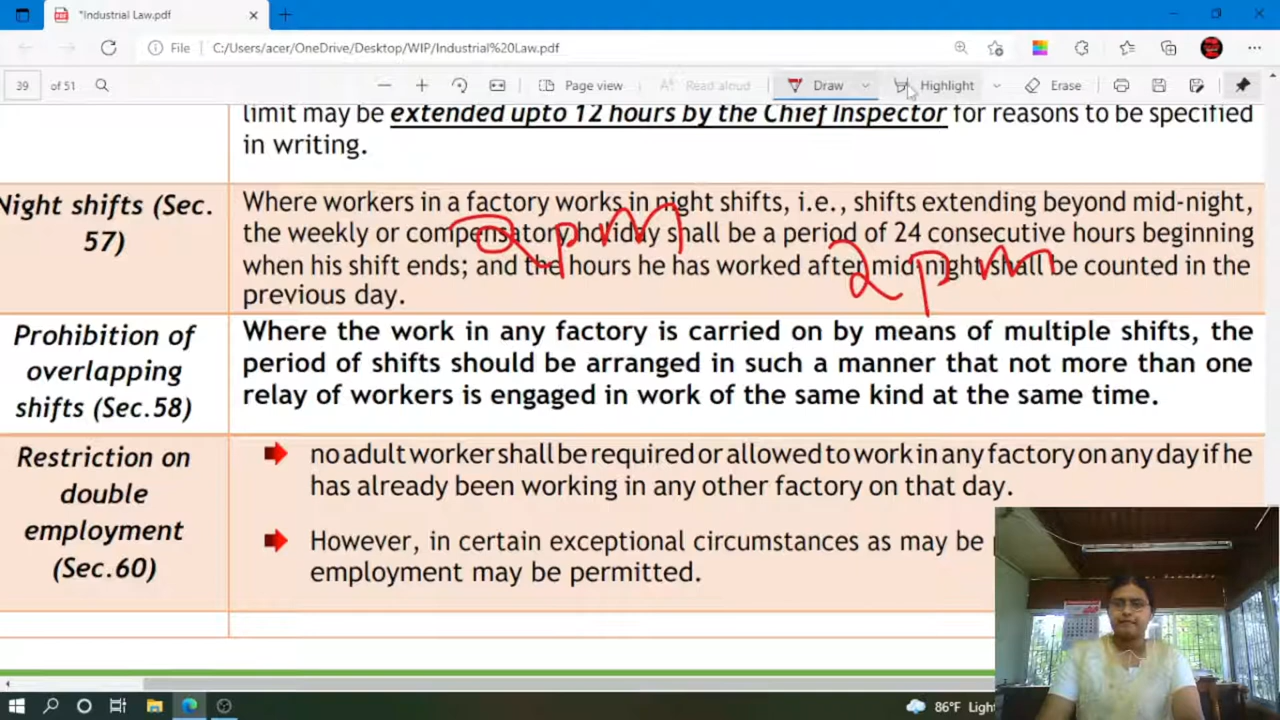 *Industrial Law.pdf
File
C:/Users/acer/OneDrive/Desktop/WIP/Industrial%20Law.pdf
39 of 51
Page view
Read aloud
Draw
Highlight
Erase
limit may be extended upto 12 hours by the Chief Inspector for reasons to be specified
in writing.
Night shifts (Sec.
57)
Where workers in a factory works in night shifts, i.e., shifts extending beyond mid-night,
the weekly or compensatory holiday shall be a period of 24 consecutive hours beginning
when his shift ends; and the hours he has worked after mid night shall be counted in the
previous day.
2pm
2pm
Prohibition of
overlapping
shifts (Sec.58)
Where the work in any factory is carried on by means of multiple shifts, the
period of shifts should be arranged in such a manner that not more than one
relay of workers is engaged in work of the same kind at the same time.
Restriction on
double
employment
(Sec.60)
no adult worker shall be required or allowed to work in any factory on any day if he
has already been working in any other factory on that day.
However, in certain exceptional circumstances as may be
employment may be permitted.
86°F Light